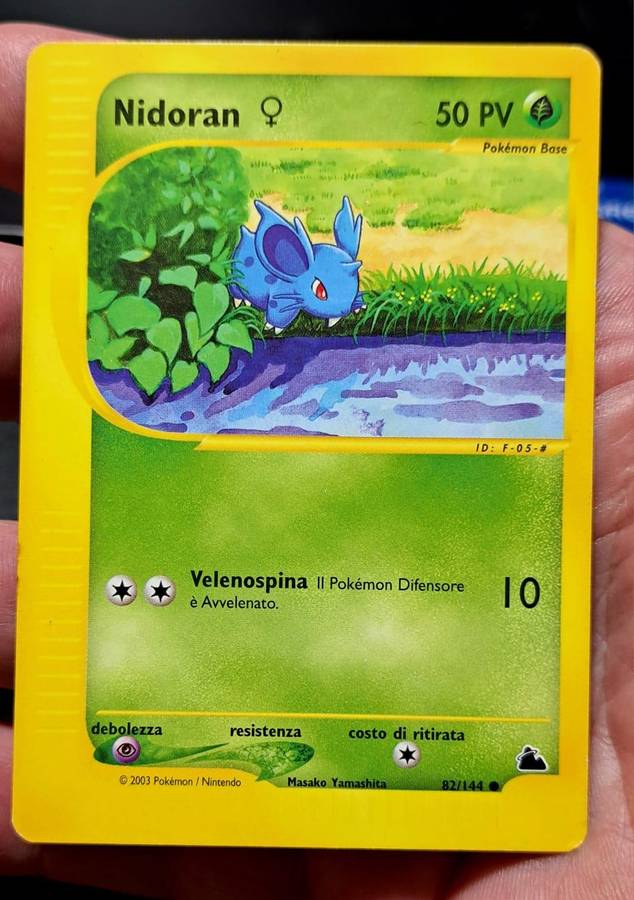 Nidoran ♀ 50 PV
Pokémon Base
ID: F-05-#
Velenospina Il Pokémon Difensore
è Avvelenato.
10
debolezza resistenza costo di ritirata
© 2003 Pokémon / Nintendo Masako Yamashita 82/144 ●